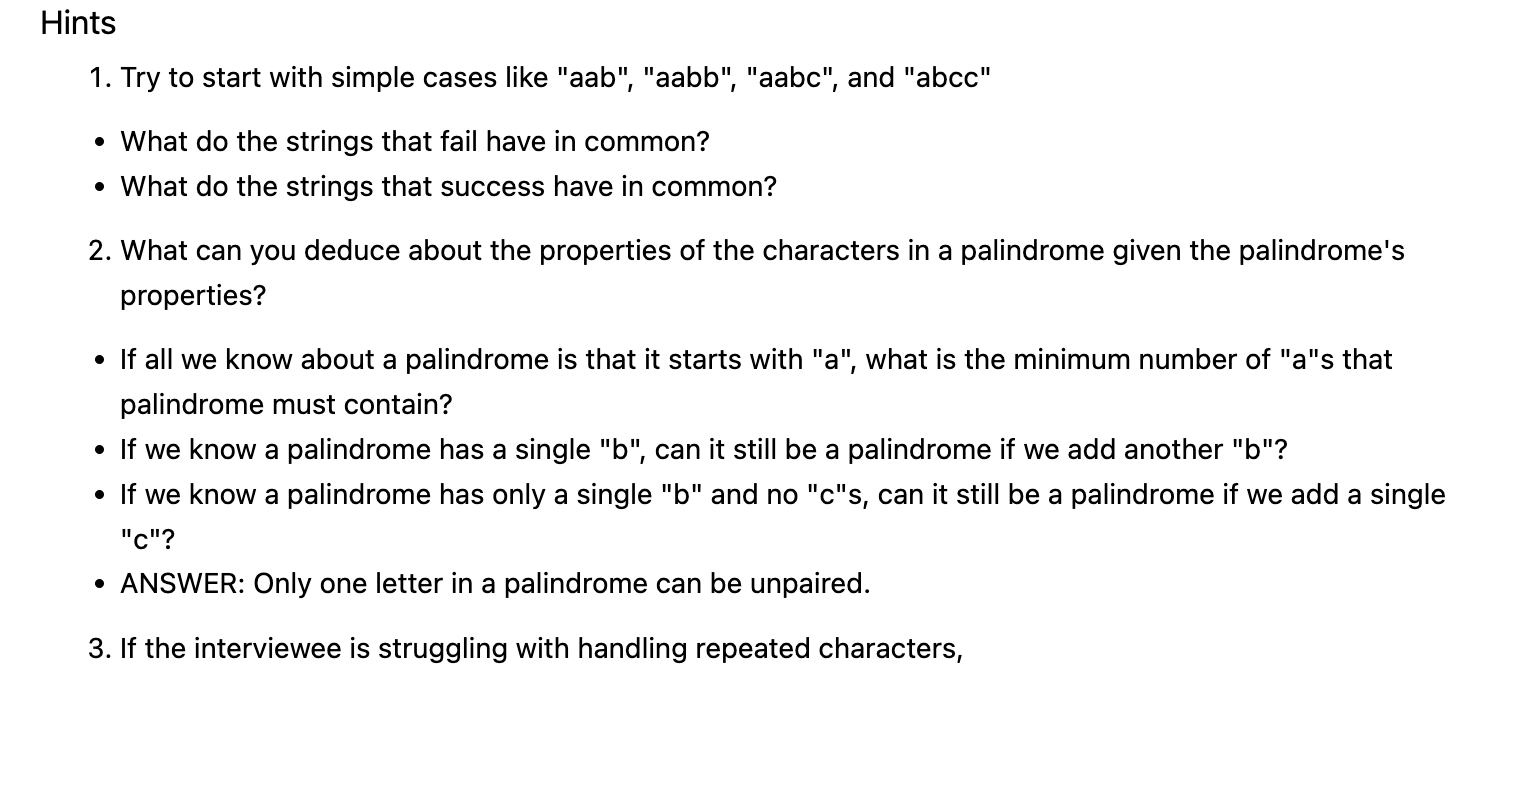 Hints
1. Try to start with simple cases like "aab", "aabb", "aabc", and "abcc"
• What do the strings that fail have in common?
• What do the strings that success have in common?
2. What can you deduce about the properties of the characters in a palindrome given the palindrome's
properties?
• If all we know about a palindrome is that it starts with "a", what is the minimum number of "a"s that
palindrome must contain?
• If we know a palindrome has a single "b", can it still be a palindrome if we add another "b"?
• If we know a palindrome has only a single "b" and no "c"s, can it still be a palindrome if we add a single
"c"?
• ANSWER: Only one letter in a palindrome can be unpaired.
3. If the interviewee is struggling with handling repeated characters,